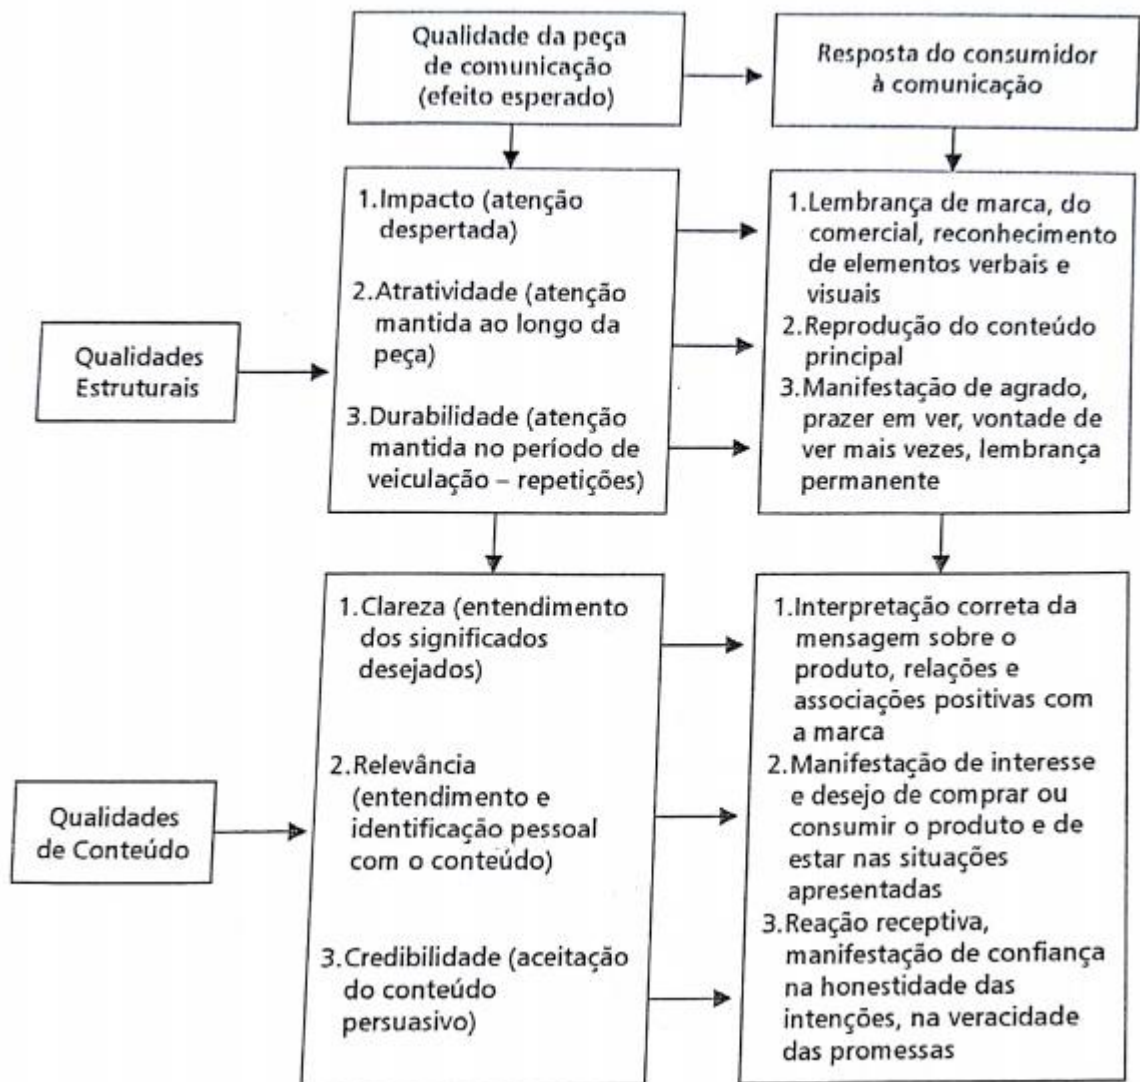 Qualidade da peça
de comunicação
(efeito esperado)
Resposta do consumidor
à comunicação
Qualidades
Estruturais
1.Impacto (atenção
despertada)
2.Atratividade (atenção
mantida ao longo da
peça)
3.Durabilidade (atenção
mantida no período de
veiculação – repetições)
1.Lembrança de marca, do
comercial, reconhecimento
de elementos verbais e
visuais
2.Reprodução do conteúdo
principal
3.Manifestação de agrado,
prazer em ver, vontade de
ver mais vezes, lembrança
permanente
Qualidades
de Conteúdo
1.Clareza (entendimento
dos significados
desejados)
2.Relevância
(entendimento e
identificação pessoal
com o conteúdo)
3.Credibilidade (aceitação
do conteúdo
persuasivo)
1.Interpretação correta da
mensagem sobre o
produto, relações e
associações positivas com
a marca
2.Manifestação de interesse
e desejo de comprar ou
consumir o produto e de
estar nas situações
apresentadas
3.Reação receptiva,
manifestação de confiança
na honestidade das
intenções, na veracidade
das promessas